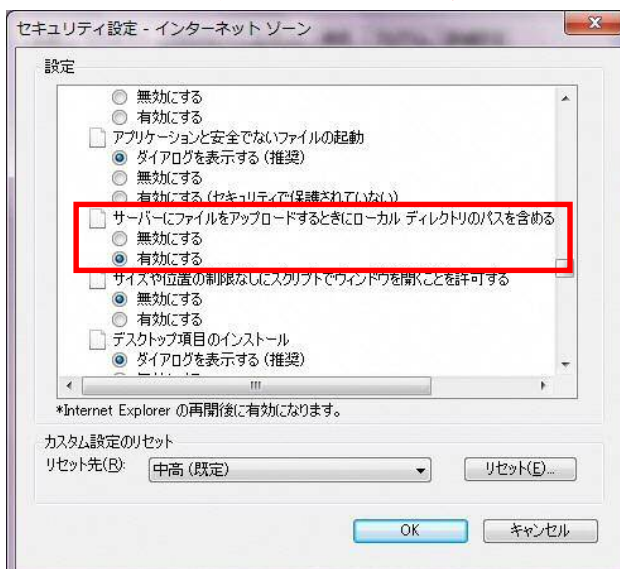 セキュリティ設定 - インターネット ゾーン
設定
無効にする
有効にする
アプリケーションと安全でないファイルの起動
ダイアログを表示する (推奨)
無効にする
有効にする (セキュリティで保護されていない)
サーバーにファイルをアップロードするときにローカル ディレクトリのパスを含める
無効にする
有効にする
サイズや位置の制限なしにスクリプトでウィンドウを開くことを許可する
無効にする
有効にする
デスクトップ項目のインストール
ダイアログを表示する (推奨)
*Internet Explorer の再開後に有効になります。
カスタム設定のリセット
リセット先(R):
中高 (既定)
リセット(E)...
OK
キャンセル